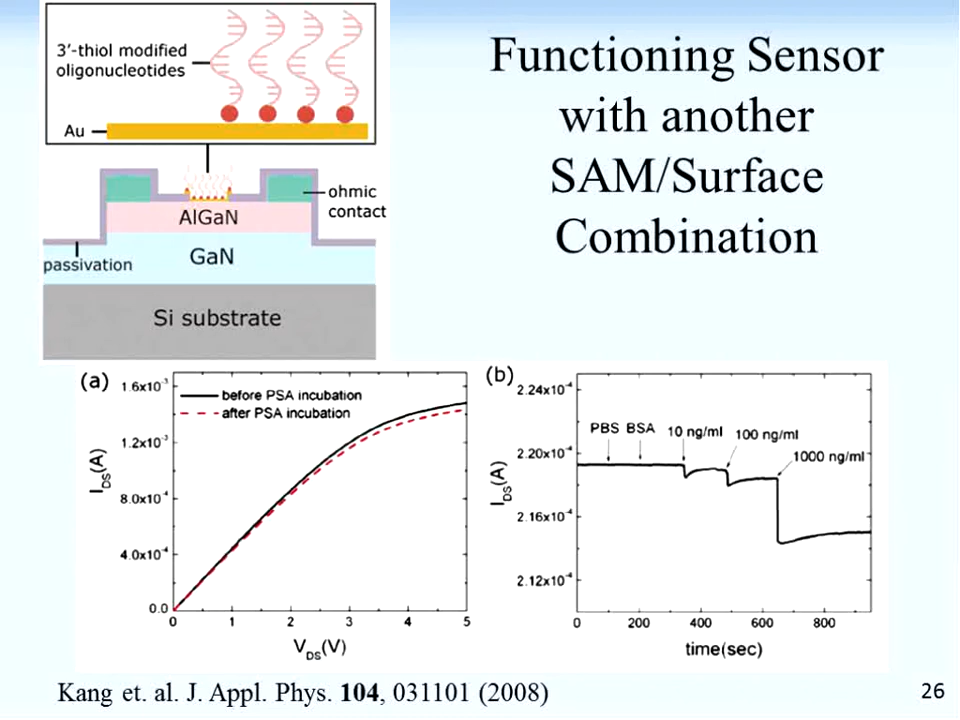 3’-thiol modified
oligonucleotides
Au
ohmic
contact
AlGaN
passivation
GaN
Si substrate
Functioning Sensor
with another
SAM/Surface
Combination
(a)
1.6x10⁻³
before PSA incubation
after PSA incubation
1.2x10⁻³
I_DS(A)
8.0x10⁻⁴
4.0x10⁻⁴
0.0
0 1 2 3 4 5
V_DS(V)
(b)
2.24x10⁻⁴
PBS BSA 10 ng/ml 100 ng/ml
1000 ng/ml
2.20x10⁻⁴
I_DS(A)
2.16x10⁻⁴
2.12x10⁻⁴
0 200 400 600 800
time(sec)
Kang et. al. J. Appl. Phys. 104, 031101 (2008)
26